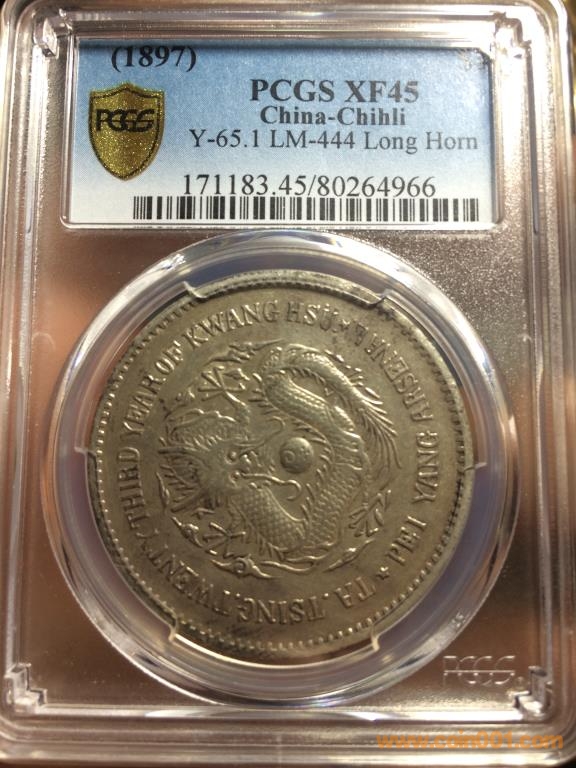 (1897)
$1
PCGS XF45
China-Chihli
Y-65.1 LM-444 Long Horn
171183.45/80264966
PCGS
TA TSING TWENTY THIRD YEAR OF KWANG HSU
PEI YANG ARSENAL
PCGS